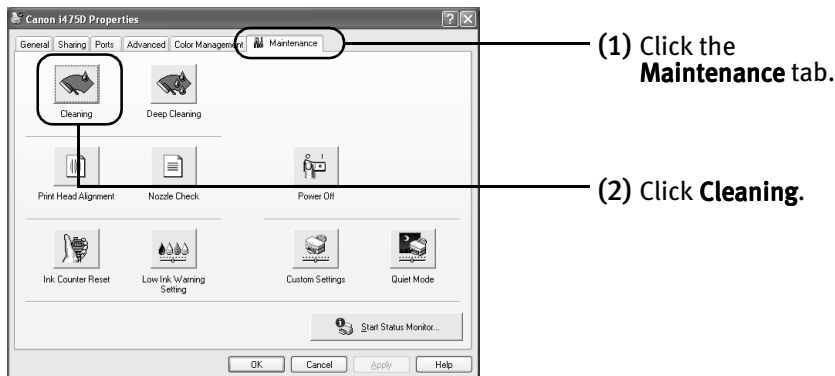 Canon i475D Properties
General Sharing Ports Advanced Color Management Maintenance
Cleaning Deep Cleaning
Print Head Alignment Nozzle Check Power Off
Ink Counter Reset Low Ink Warning Setting Custom Settings Quiet Mode
Start Status Monitor...
OK Cancel Apply Help
(1) Click the
Maintenance tab.
(2) Click Cleaning.